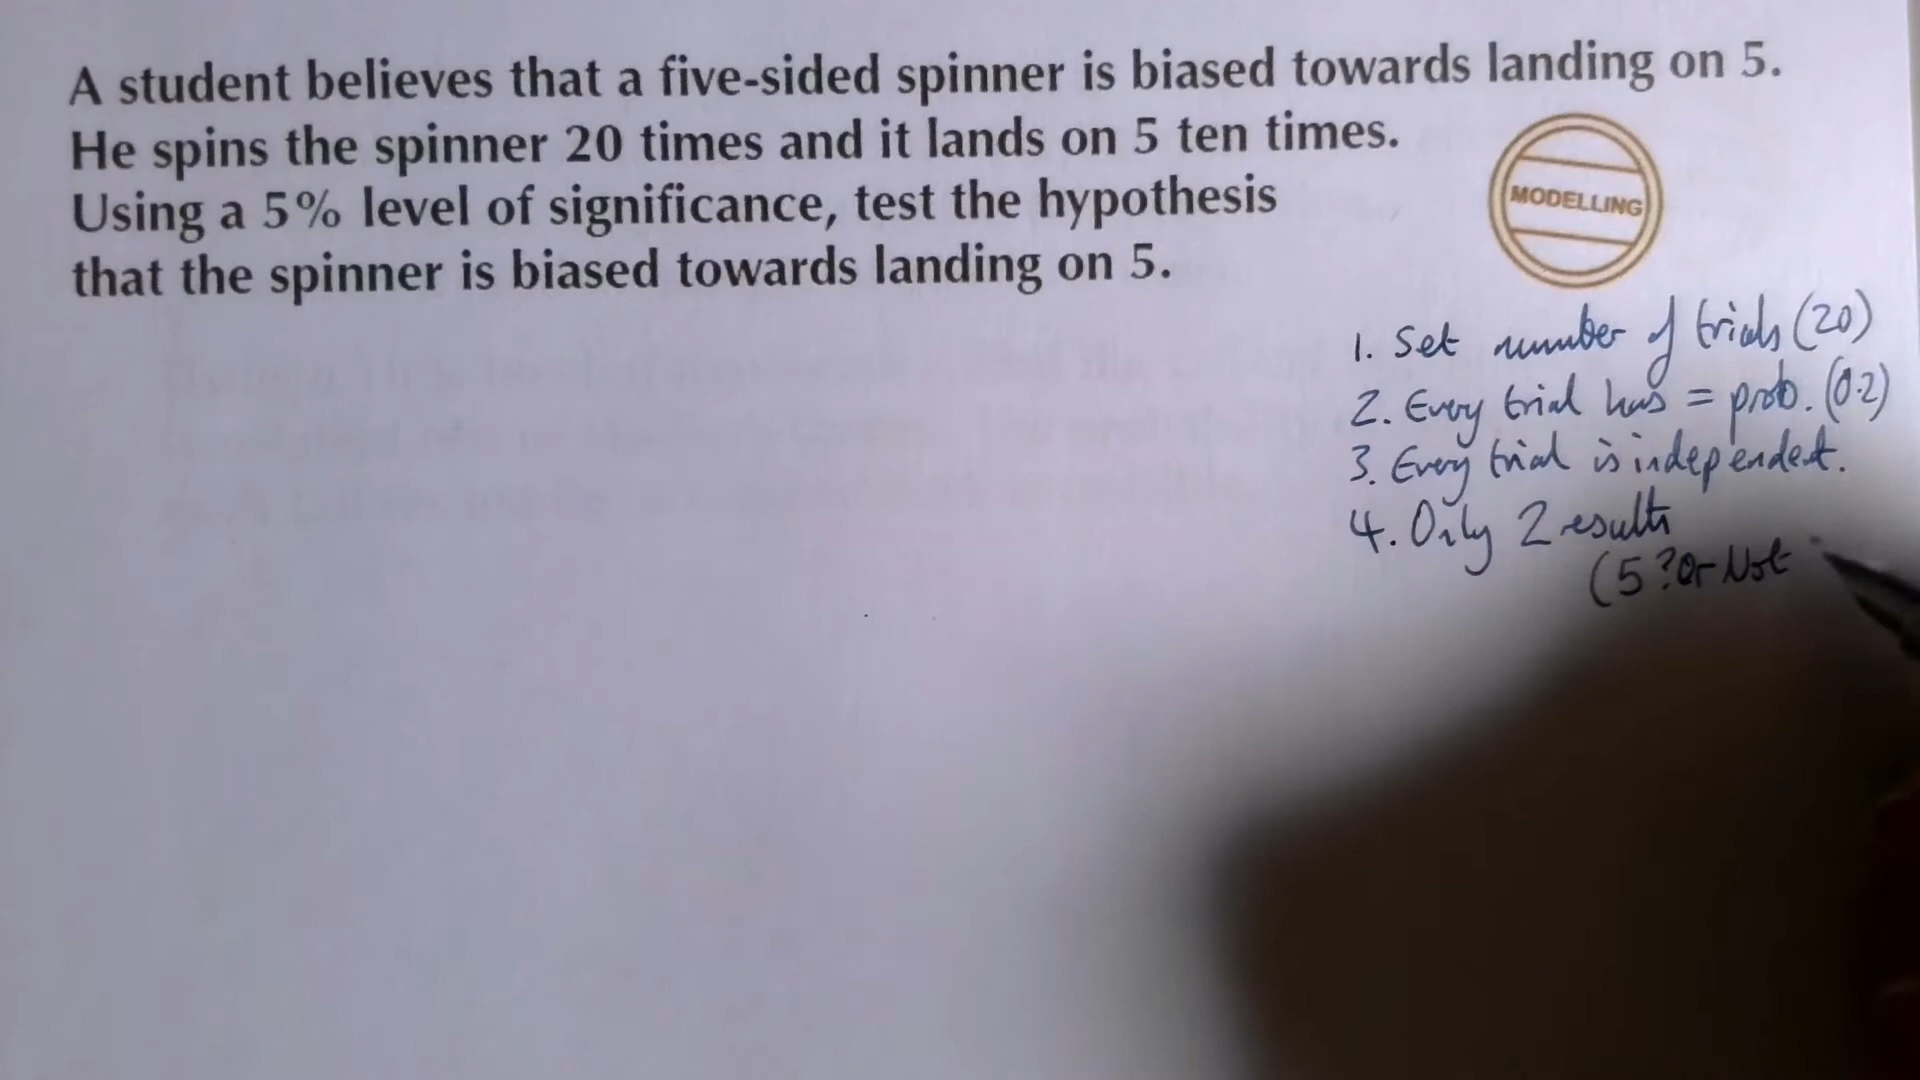 A student believes that a five-sided spinner is biased towards landing on 5.
He spins the spinner 20 times and it lands on 5 ten times.
Using a 5% level of significance, test the hypothesis
that the spinner is biased towards landing on 5.
MODELLING
1. Set number of trials (20)
2. Every trial has = prob. (0.2)
3. Every trial is independent.
4. Only 2 results
(5? or Not